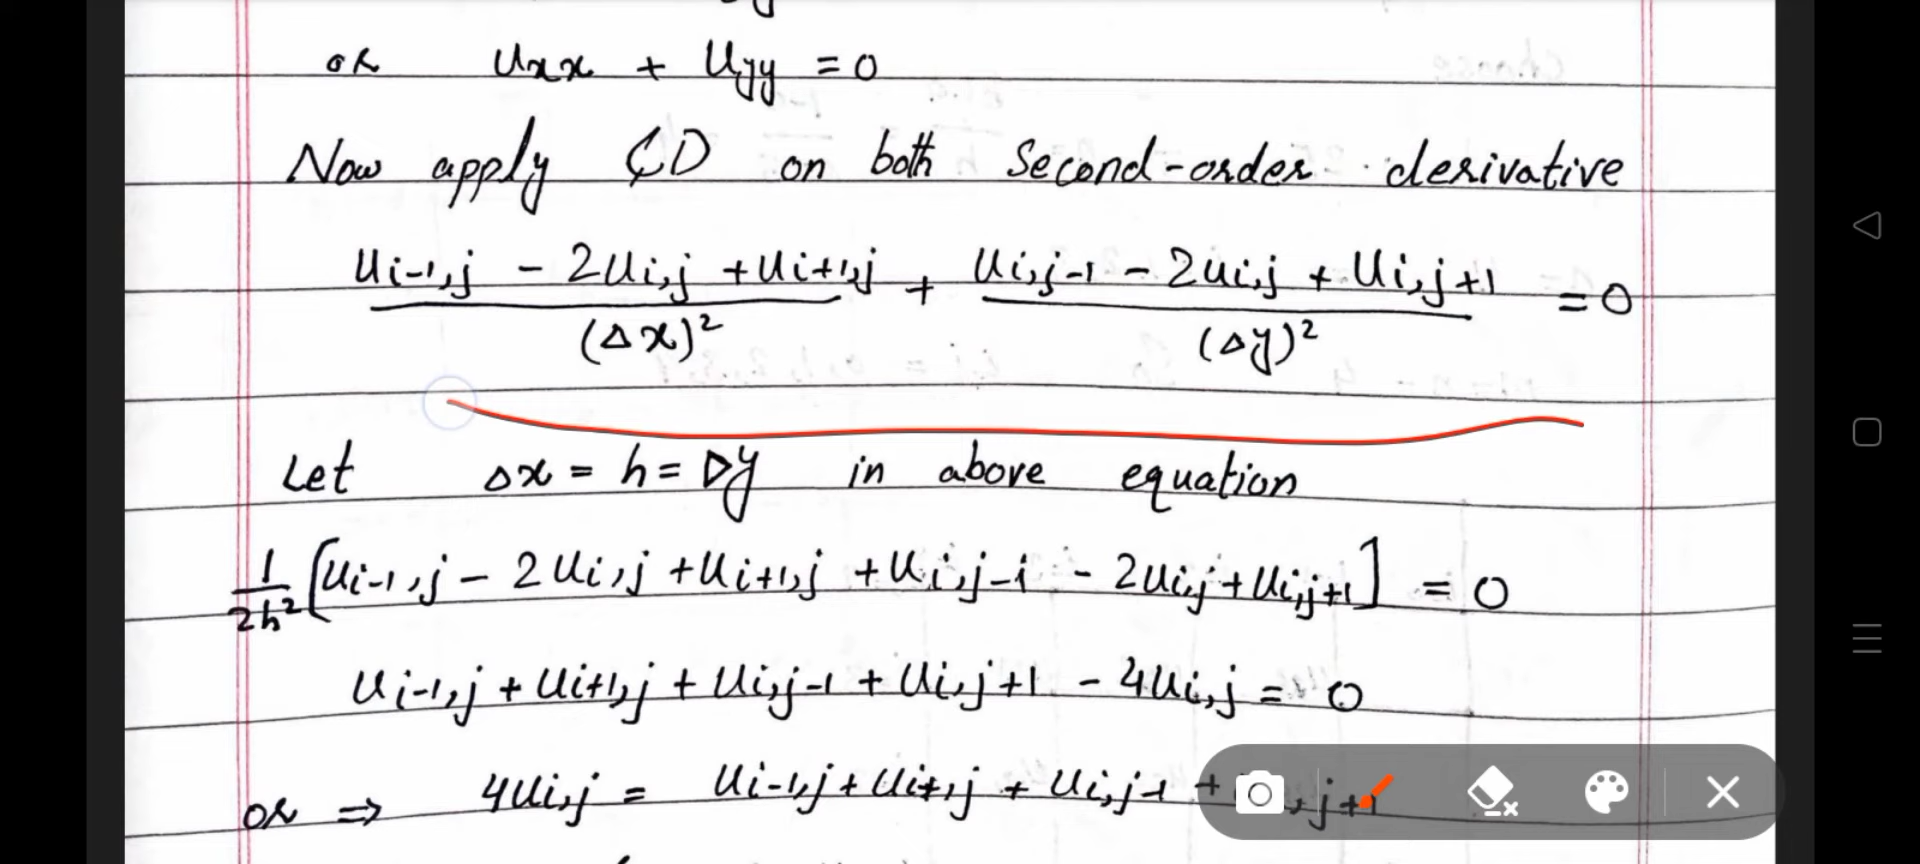 or Uxx + Uyy = 0
Now apply CD on both Second-order derivative
(Ui-1,j - 2Ui,j + Ui+1,j)/(Δx)² + (Ui,j-1 - 2Ui,j + Ui,j+1)/(Δy)² = 0
Let Δx = h = Δy in above equation
1/2h² [Ui-1,j - 2Ui,j + Ui+1,j + Ui,j-1 - 2Ui,j + Ui,j+1] = 0
Ui-1,j + Ui+1,j + Ui,j-1 + Ui,j+1 - 4Ui,j = 0
or ⇒ 4Ui,j = Ui-1,j + Ui+1,j + Ui,j-1 + , j+1